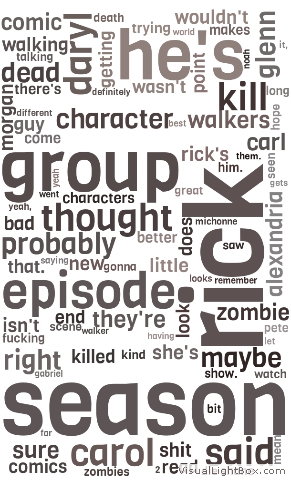 comic
daryl
death
wouldn't
glenn
walking
getting
trying
world
makes
talking
he's
noah
it,
dead
there's
definitely
wasn't
point
kill
long
morgan
different
guy
character
best
walkers
hope
come
carl
group
yeah
rick's
them.
seen
him.
gets
went
characters
great
rick
yeah,
bad
thought
does
michonne
alexandria
probably
better
saw
that.
saying
new
gonna
little
looks
remember
episode
look
zombie
isn't
scene
end
walker
they're
pete
fucking
having
let
right
gabriel
killed
kind
she's
maybe
show.
watch
season
bit
far
sure
carol
shit
said
mean
comics
zombies
2
real
VisualLightBox.com